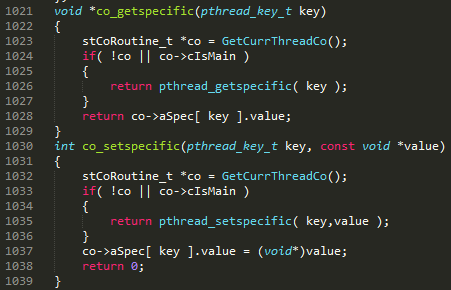 1021 void *co_getspecific(pthread_key_t key)
1022 {
1023     stCoRoutine_t *co = GetCurrThreadCo();
1024     if( !co || co->cIsMain )
1025     {
1026         return pthread_getspecific( key );
1027     }
1028     return co->aSpec[ key ].value;
1029 }
1030 int co_setspecific(pthread_key_t key, const void *value)
1031 {
1032     stCoRoutine_t *co = GetCurrThreadCo();
1033     if( !co || co->cIsMain )
1034     {
1035         return pthread_setspecific( key,value );
1036     }
1037     co->aSpec[ key ].value = (void*)value;
1038     return 0;
1039 }